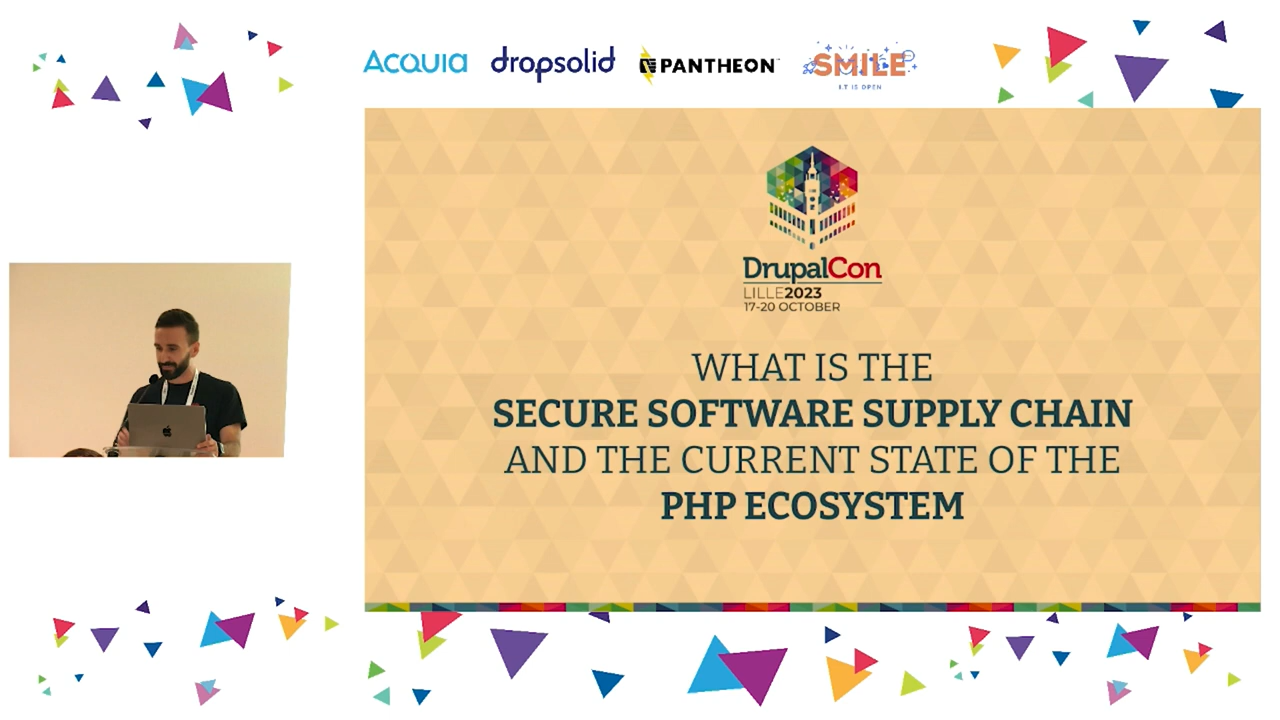 Acquia
dropsolid
PANTHEON
SMILE
I.T IS OPEN
DrupalCon
LILLE2023
17-20 OCTOBER
WHAT IS THE
SECURE SOFTWARE SUPPLY CHAIN
AND THE CURRENT STATE OF THE
PHP ECOSYSTEM